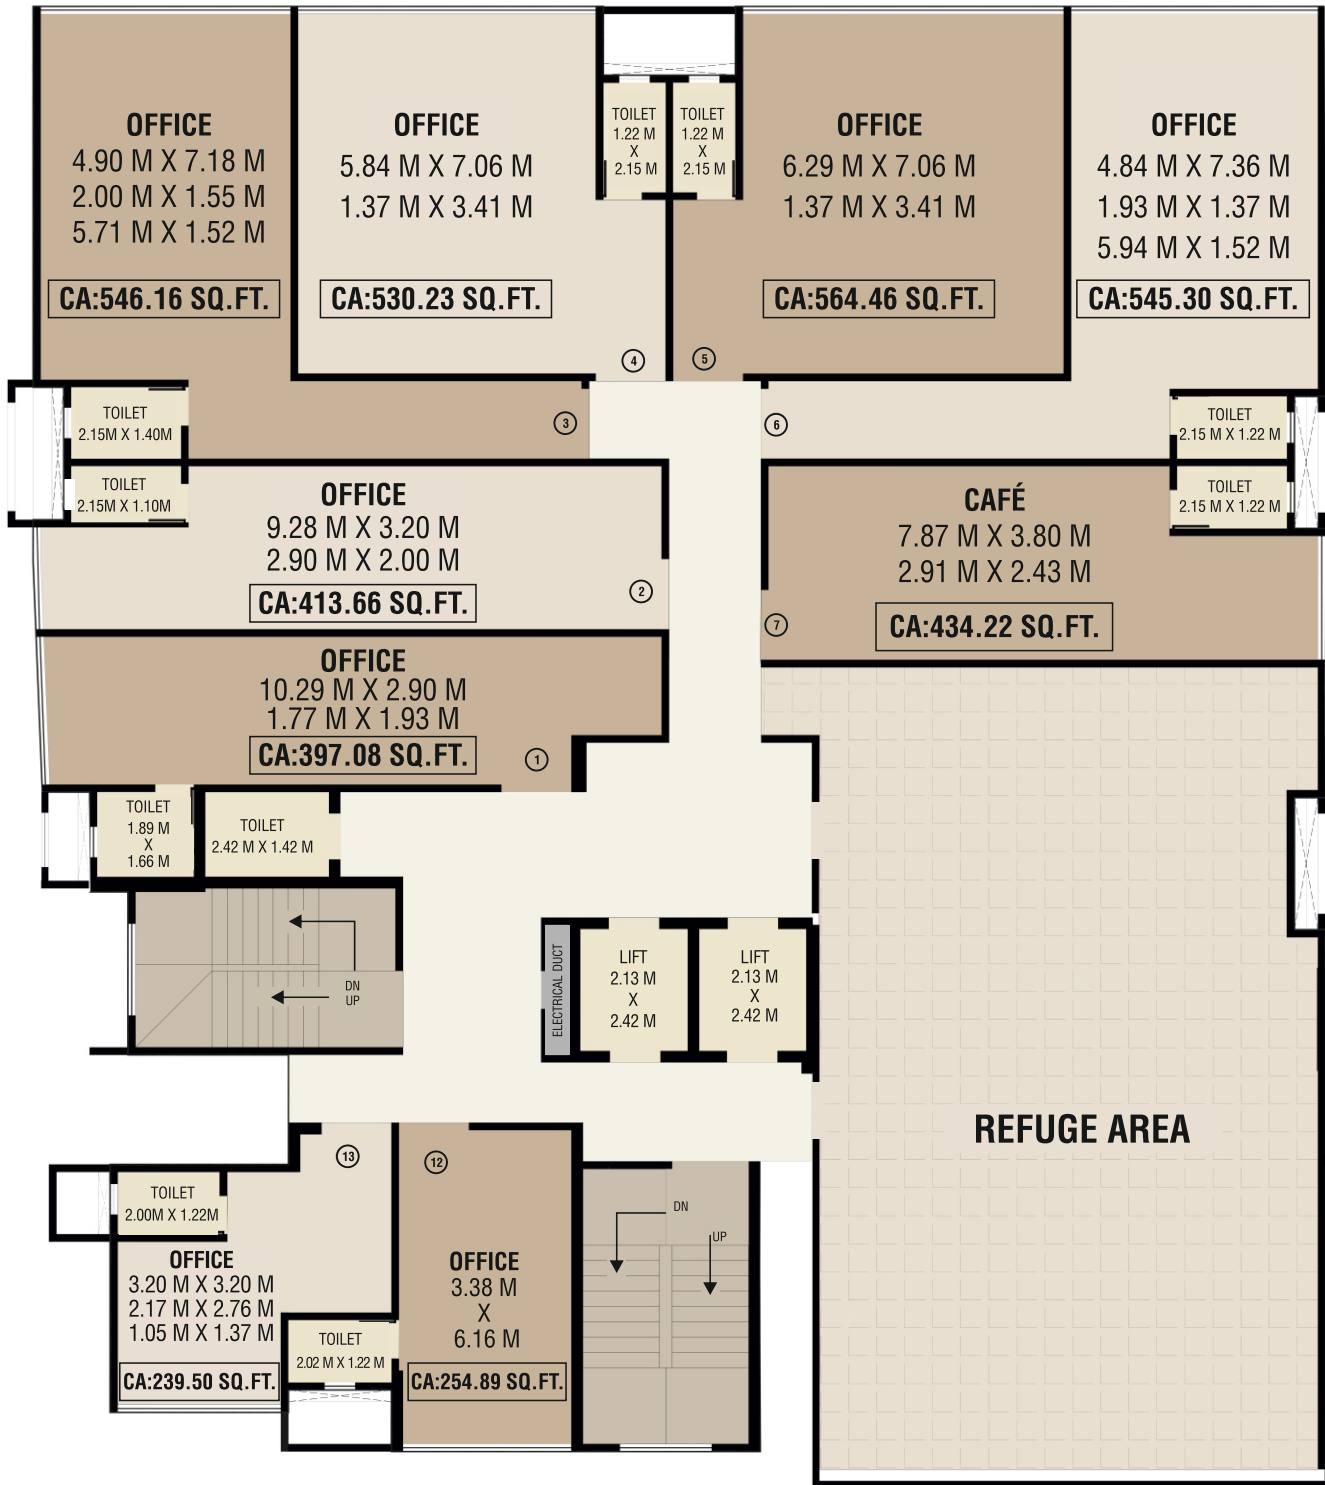 OFFICE
4.90 M X 7.18 M
2.00 M X 1.55 M
5.71 M X 1.52 M
CA:546.16 SQ.FT.
OFFICE
5.84 M X 7.06 M
1.37 M X 3.41 M
CA:530.23 SQ.FT.
4
TOILET
1.22 M
X
2.15 M
TOILET
1.22 M
X
2.15 M
OFFICE
6.29 M X 7.06 M
1.37 M X 3.41 M
CA:564.46 SQ.FT.
5
OFFICE
4.84 M X 7.36 M
1.93 M X 1.37 M
5.94 M X 1.52 M
CA:545.30 SQ.FT.
TOILET
2.15M X 1.40M
3
6
TOILET
2.15 M X 1.22 M
TOILET
2.15M X 1.10M
OFFICE
9.28 M X 3.20 M
2.90 M X 2.00 M
CA:413.66 SQ.FT.
2
CAFÉ
7.87 M X 3.80 M
2.91 M X 2.43 M
CA:434.22 SQ.FT.
7
TOILET
2.15 M X 1.22 M
OFFICE
10.29 M X 2.90 M
1.77 M X 1.93 M
CA:397.08 SQ.FT.
1
TOILET
1.89 M
X
1.66 M
TOILET
2.42 M X 1.42 M
DN
UP
ELECTRICAL DUCT
LIFT
2.13 M
X
2.42 M
LIFT
2.13 M
X
2.42 M
REFUGE AREA
13
12
TOILET
2.00M X 1.22M
OFFICE
3.20 M X 3.20 M
2.17 M X 2.76 M
1.05 M X 1.37 M
CA:239.50 SQ.FT.
TOILET
2.02 M X 1.22 M
OFFICE
3.38 M
X
6.16 M
CA:254.89 SQ.FT.
DN
UP